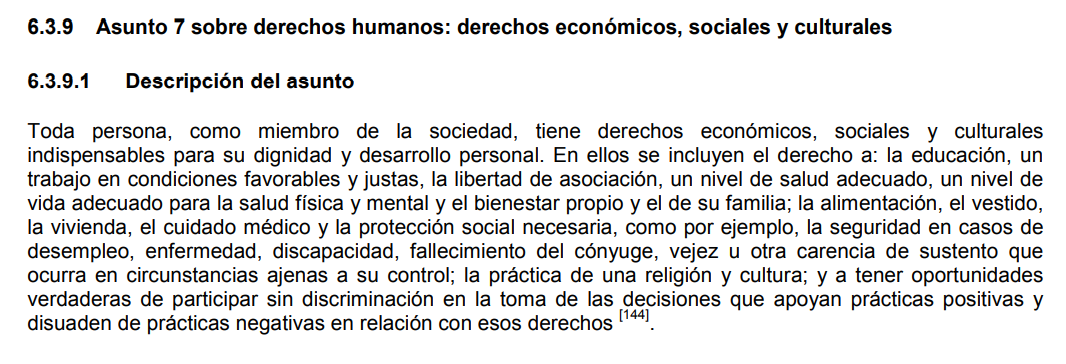 6.3.9 Asunto 7 sobre derechos humanos: derechos económicos, sociales y culturales
6.3.9.1 Descripción del asunto
Toda persona, como miembro de la sociedad, tiene derechos económicos, sociales y culturales
indispensables para su dignidad y desarrollo personal. En ellos se incluyen el derecho a: la educación, un
trabajo en condiciones favorables y justas, la libertad de asociación, un nivel de salud adecuado, un nivel de
vida adecuado para la salud física y mental y el bienestar propio y el de su familia; la alimentación, el vestido,
la vivienda, el cuidado médico y la protección social necesaria, como por ejemplo, la seguridad en casos de
desempleo, enfermedad, discapacidad, fallecimiento del cónyuge, vejez u otra carencia de sustento que
ocurra en circunstancias ajenas a su control; la práctica de una religión y cultura; y a tener oportunidades
verdaderas de participar sin discriminación en la toma de las decisiones que apoyan prácticas positivas y
disuaden de prácticas negativas en relación con esos derechos [144].